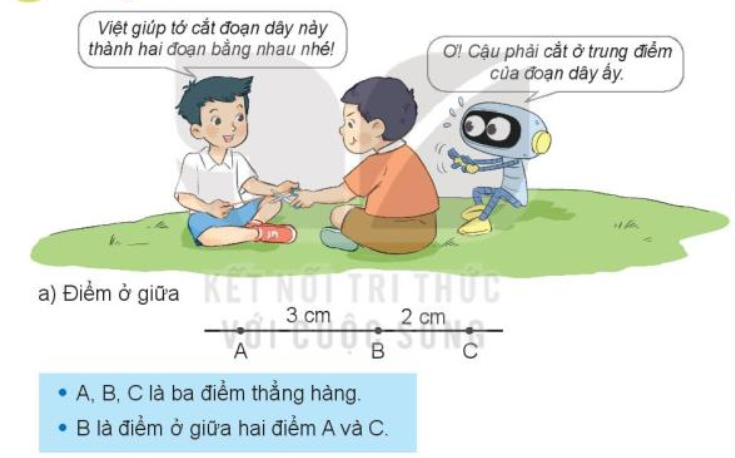 Việt giúp tớ cắt đoạn dây này
thành hai đoạn bằng nhau nhé!
Ơ! Cậu phải cắt ở trung điểm
của đoạn dây ấy.
KẾT NỐI TRI THỨC
VỚI CUỘC SỐNG
a) Điểm ở giữa
3 cm 2 cm
A B C
• A, B, C là ba điểm thẳng hàng.
• B là điểm ở giữa hai điểm A và C.